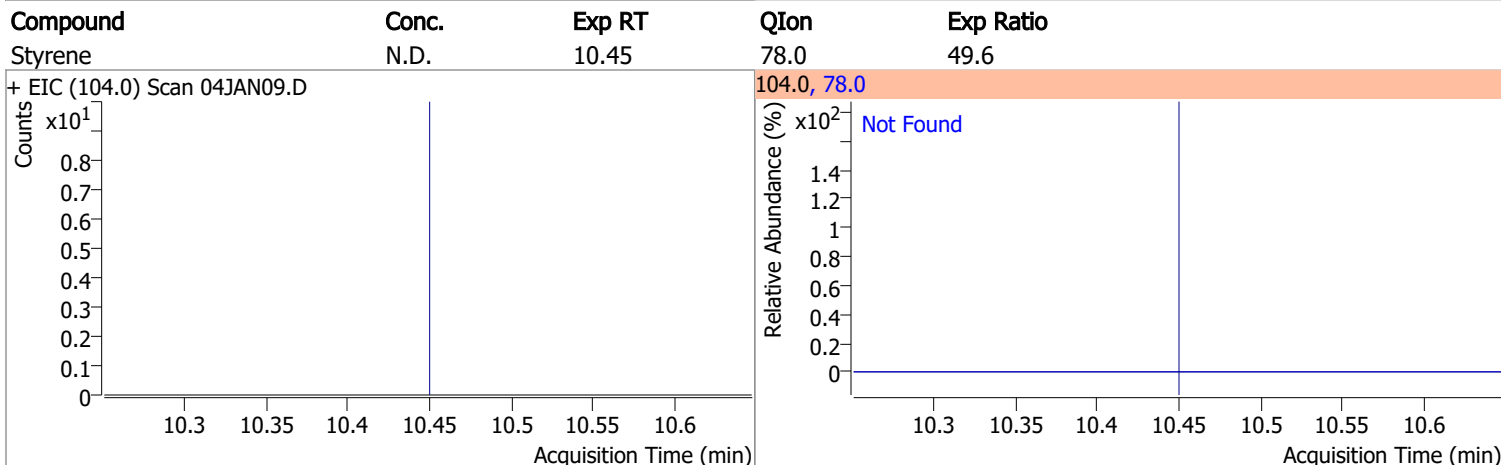 Compound Conc. Exp RT QIon Exp Ratio
Styrene N.D. 10.45 78.0 49.6
+ EIC (104.0) Scan 04JAN09.D
Counts
x10¹
0.8
0.7
0.6
0.5
0.4
0.3
0.2
0.1
0
10.3 10.35 10.4 10.45 10.5 10.55 10.6
Acquisition Time (min)
104.0, 78.0
Relative Abundance (%)
x10²
Not Found
1.4
1.2
1
0.8
0.6
0.4
0.2
0
10.3 10.35 10.4 10.45 10.5 10.55 10.6
Acquisition Time (min)